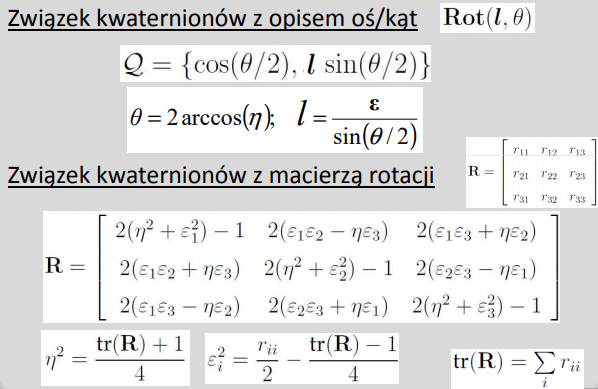 Związek kwaternionów z opisem oś/kąt Rot(l, θ)
Q = {cos(θ/2), l sin(θ/2)}
θ = 2 arccos(η); l = ε / sin(θ/2)
Związek kwaternionów z macierzą rotacji
R = [ r11 r12 r13
r21 r22 r23
r31 r32 r33 ]
R = [ 2(η² + ε₁²) − 1 2(ε₁ε₂ − ηε₃) 2(ε₁ε₃ + ηε₂)
2(ε₁ε₂ + ηε₃) 2(η² + ε₂²) − 1 2(ε₂ε₃ − ηε₁)
2(ε₁ε₃ − ηε₂) 2(ε₂ε₃ + ηε₁) 2(η² + ε₃²) − 1 ]
η² = (tr(R) + 1) / 4 εᵢ² = rᵢᵢ / 2 − (tr(R) − 1) / 4 tr(R) = ∑ᵢ rᵢᵢ